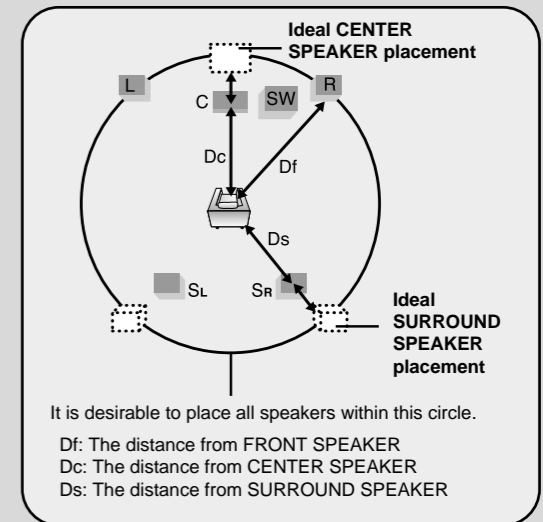 Ideal CENTER
SPEAKER placement
L
R
C
SW
Dc
Df
Ds
SL
SR
Ideal
SURROUND
SPEAKER
placement
It is desirable to place all speakers within this circle.
Df: The distance from FRONT SPEAKER
Dc: The distance from CENTER SPEAKER
Ds: The distance from SURROUND SPEAKER